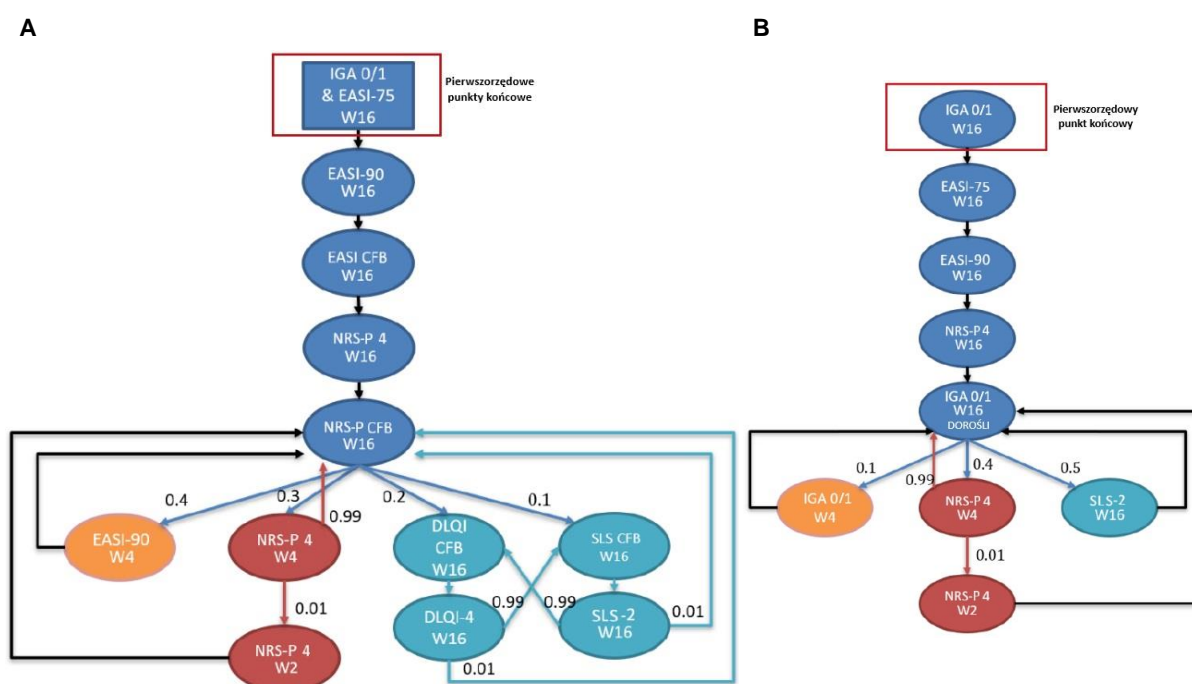 A
IGA 0/1
& EASI-75
W16
Pierwszorzędowe
punkty końcowe
EASI-90
W16
EASI CFB
W16
NRS-P 4
W16
NRS-P CFB
W16
0.4
0.3
0.2
0.1
EASI-90
W4
NRS-P 4
W4
0.99
DLQI
CFB
W16
SLS CFB
W16
0.01
0.99
0.99
NRS-P 4
W2
DLQI-4
W16
SLS-2
W16
0.01
0.01
B
IGA 0/1
W16
Pierwszorzędowy
punkt końcowy
EASI-75
W16
EASI-90
W16
NRS-P 4
W16
IGA 0/1
W16
DOROŚLI
0.1
0.99
0.4
0.5
IGA 0/1
W4
NRS-P 4
W4
SLS-2
W16
0.01
NRS-P 4
W2